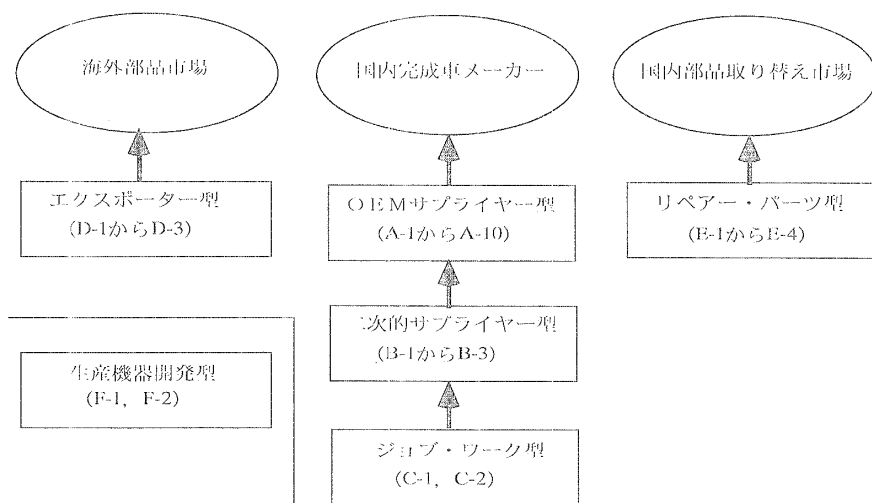 海外部品市場
国内完成車メーカー
国内部品取り替え市場
エクスポーター型
(D-1からD-3)
OEMサプライヤー型
(A-1からA-10)
リペアー・パーツ型
(E-1からE-4)
二次的サプライヤー型
(B-1からB-3)
生産機器開発型
(F-1, F-2)
ジョブ・ワーク型
(C-1, C-2)